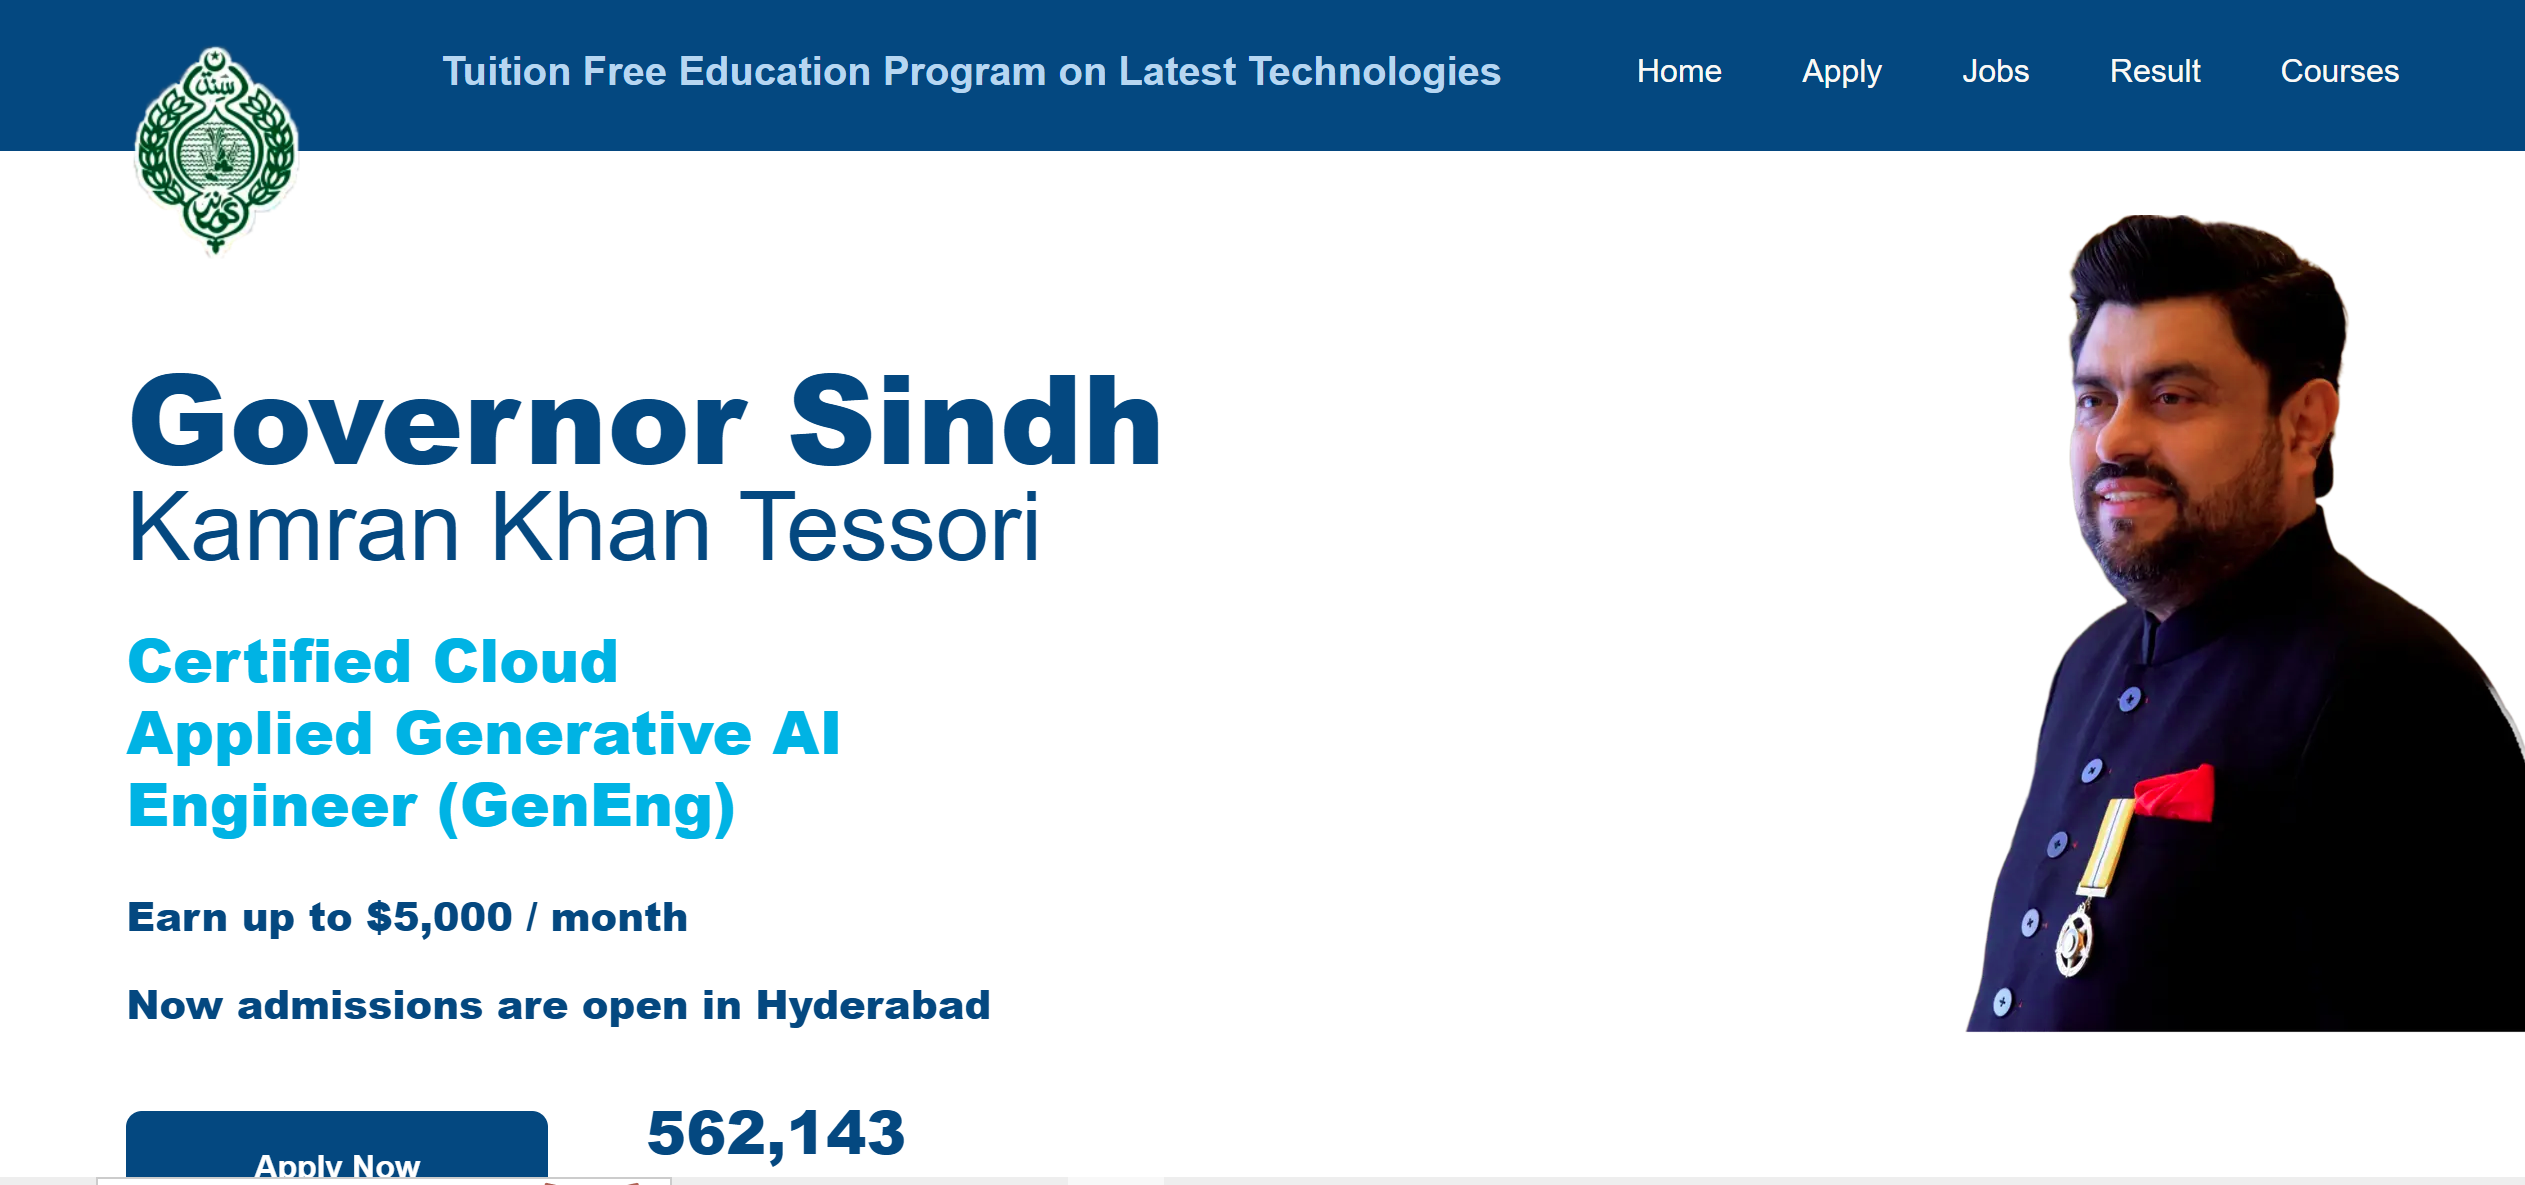 سنده
گورنر
Tuition Free Education Program on Latest Technologies
Home
Apply
Jobs
Result
Courses
Governor Sindh
Kamran Khan Tessori
Certified Cloud
Applied Generative AI
Engineer (GenEng)
Earn up to $5,000 / month
Now admissions are open in Hyderabad
Apply Now
562,143